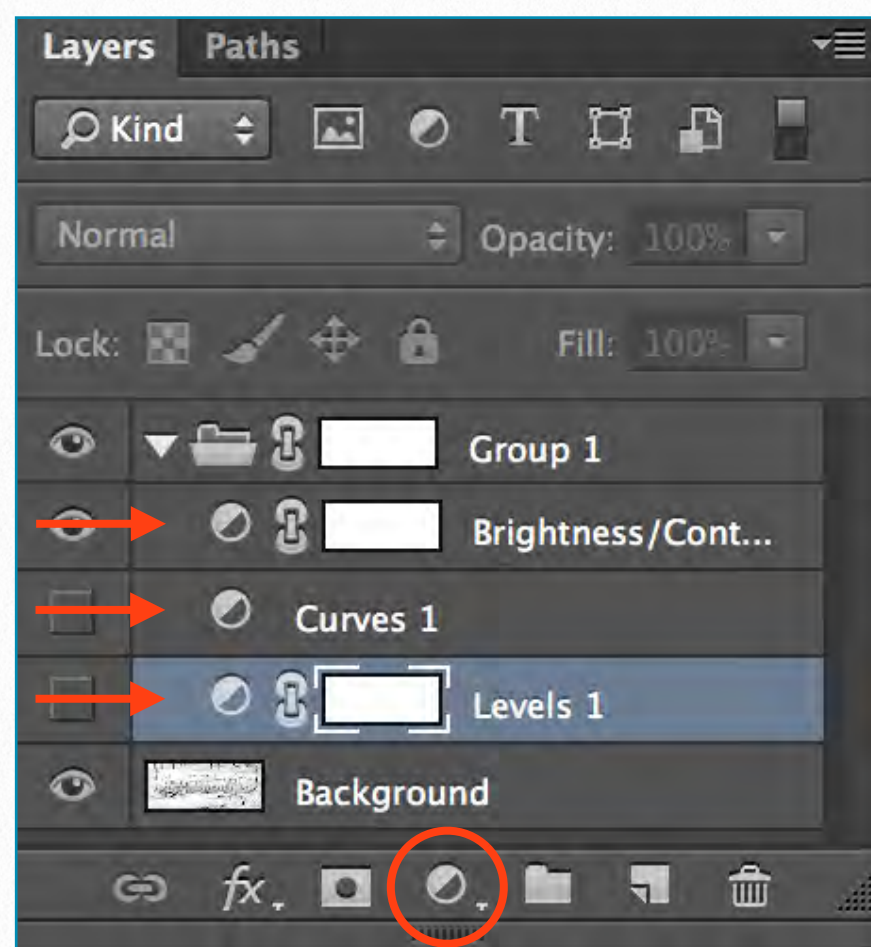 Layers Paths
Kind T
Normal Opacity: 100%
Lock: Fill: 100%
Group 1
Brightness/Cont...
Curves 1
Levels 1
Background
fx.